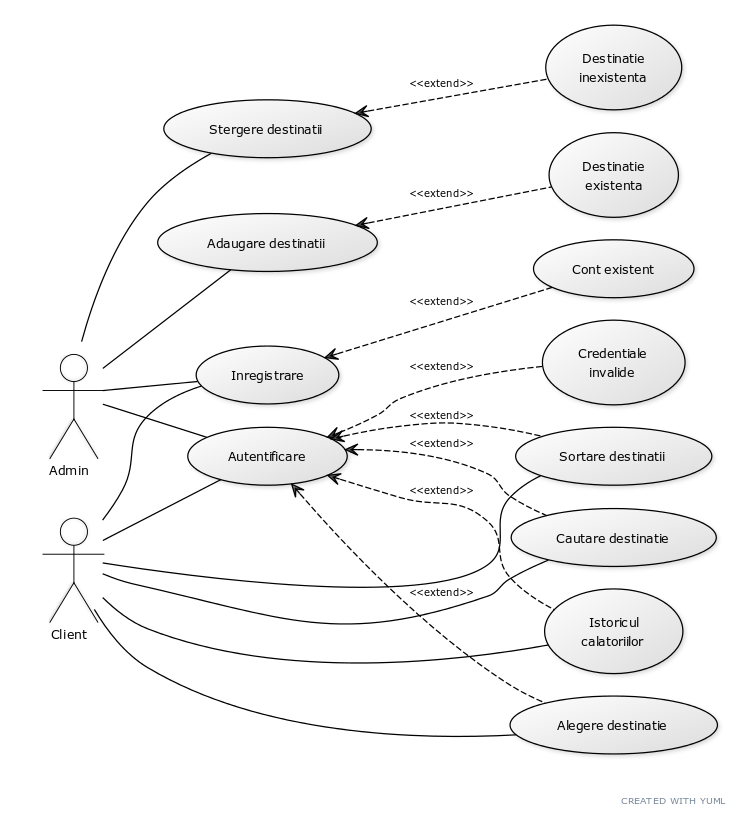 Destinatie
inexistenta
<<extend>>
Stergere destinatii
Destinatie
existenta
<<extend>>
Adaugare destinatii
Cont existent
<<extend>>
Credentiale
invalide
<<extend>>
Inregistrare
<<extend>>
<<extend>>
Autentificare
Sortare destinatii
Admin
<<extend>>
Cautare destinatie
<<extend>>
Istoricul
calatoriilor
Client
Alegere destinatie
CREATED WITH YUML